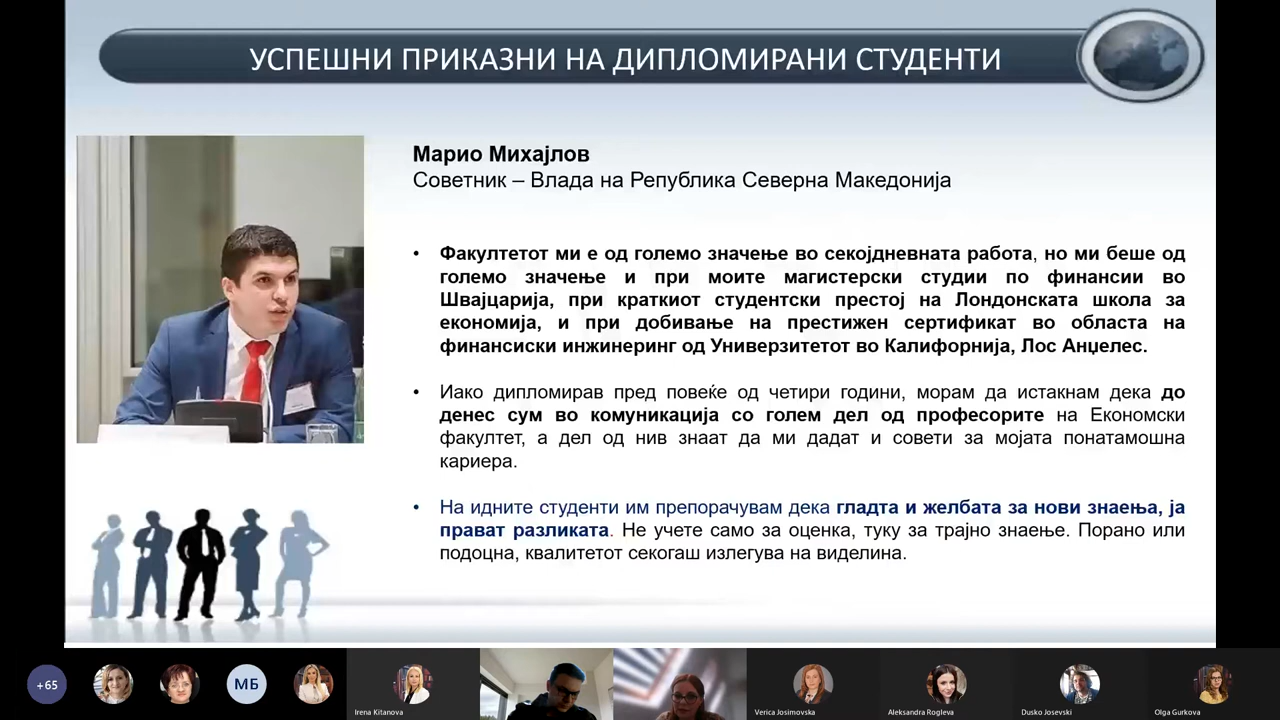 УСПЕШНИ ПРИКАЗНИ НА ДИПЛОМИРАНИ СТУДЕНТИ
Марио Михајлов
Советник – Влада на Република Северна Македонија
• Факултетот ми е од големо значење во секојдневната работа, но ми беше од
големо значење и при моите магистерски студии по финансии во
Швајцарија, при краткиот студентски престој на Лондонската школа за
економија, и при добивање на престижен сертификат во областа на
финансиски инжинеринг од Универзитетот во Калифорнија, Лос Анџелес.
• Иако дипломирав пред повеќе од четири години, морам да истакнам дека до
денес сум во комуникација со голем дел од професорите на Економски
факултет, а дел од нив знаат да ми дадат и совети за мојата понатамошна
кариера.
• На идните студенти им препорачувам дека гладта и желбата за нови знаења, ја
прават разликата. Не учете само за оценка, туку за трајно знаење. Порано или
подоцна, квалитетот секогаш излегува на виделина.
+65
МБ
Irena Kitanova
Verica Josimovska
Aleksandra Rogleva
Dusko Josevski
Olga Gurkova